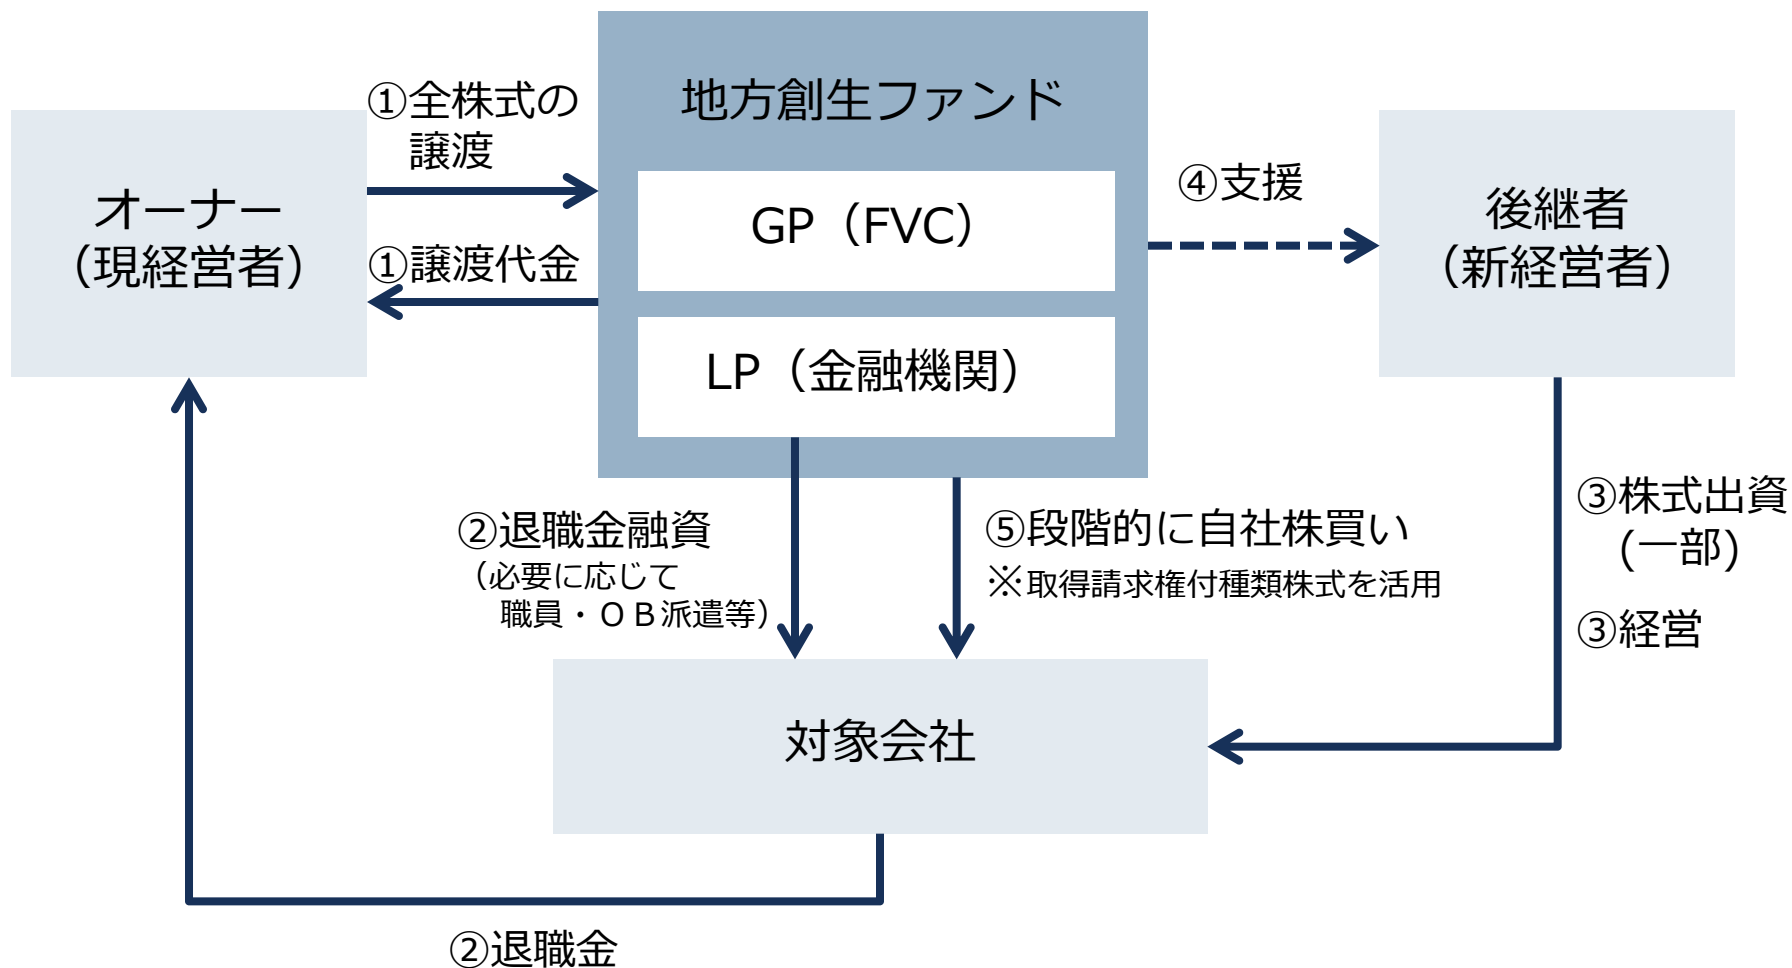 地方創生ファンド
①全株式の
譲渡
オーナー
（現経営者）
①譲渡代金
GP（FVC）
LP（金融機関）
④支援
後継者
（新経営者）
②退職金融資
（必要に応じて
職員・ＯＢ派遣等）
⑤段階的に自社株買い
※取得請求権付種類株式を活用
③株式出資
(一部)
③経営
対象会社
②退職金